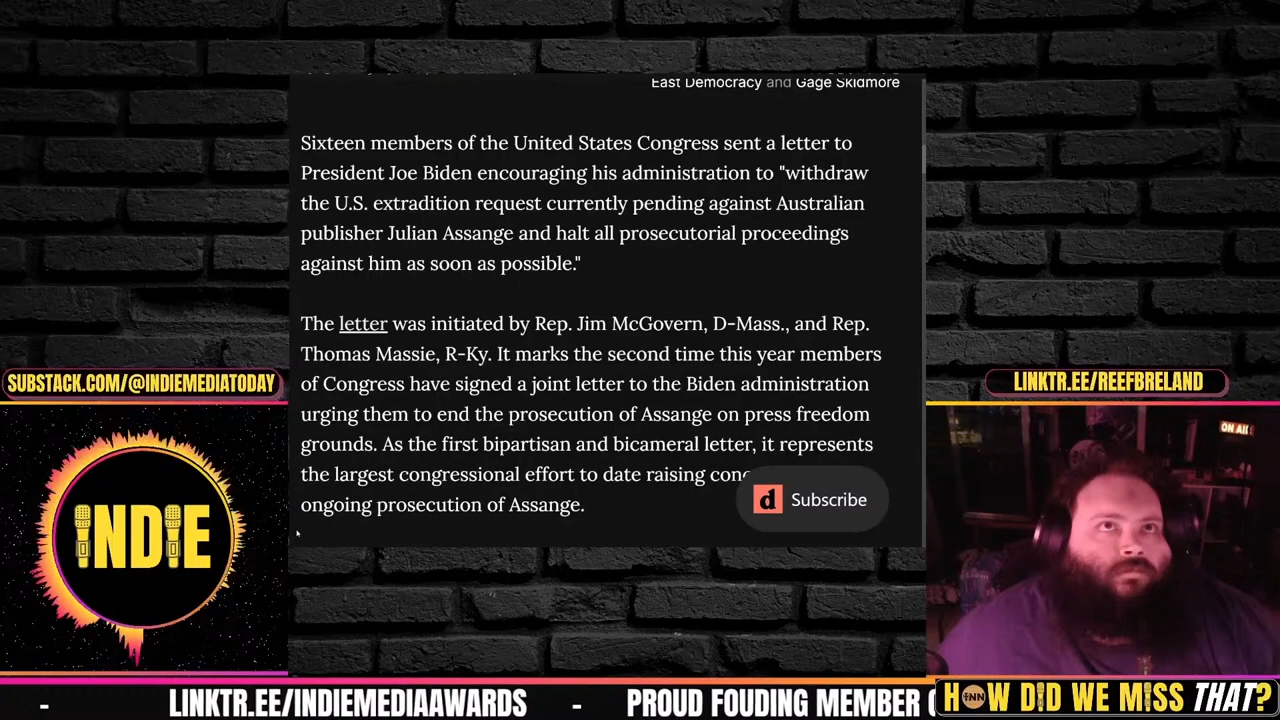 East Democracy and Gage Skidmore
Sixteen members of the United States Congress sent a letter to
President Joe Biden encouraging his administration to "withdraw
the U.S. extradition request currently pending against Australian
publisher Julian Assange and halt all prosecutorial proceedings
against him as soon as possible."
The letter was initiated by Rep. Jim McGovern, D-Mass., and Rep.
Thomas Massie, R-Ky. It marks the second time this year members
of Congress have signed a joint letter to the Biden administration
urging them to end the prosecution of Assange on press freedom
grounds. As the first bipartisan and bicameral letter, it represents
the largest congressional effort to date raising conc
ongoing prosecution of Assange.
d Subscribe
SUBSTACK.COM/@INDIEMEDIATODAY
INDIE
LINKTR.EE/REEFBRELAND
ON AIR
- LINKTR.EE/INDIEMEDIAAWARDS - PROUD FOUDING MEMBER
HOW DID WE MISS THAT?
INN